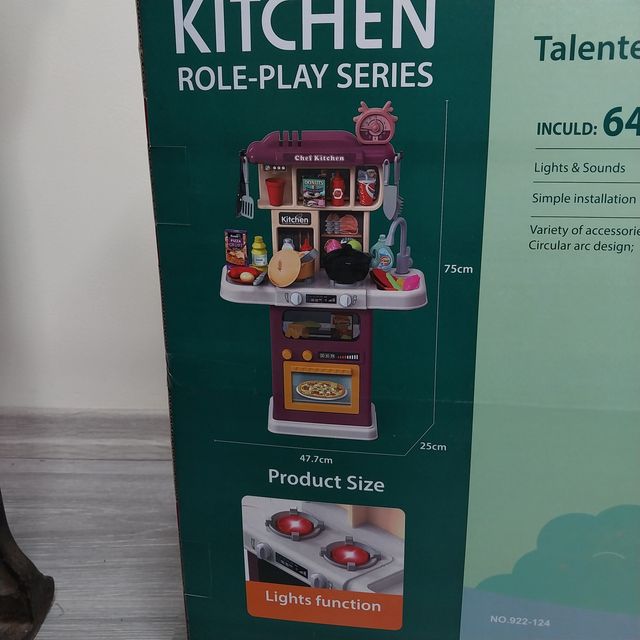 KITCHEN
ROLE-PLAY SERIES
Chef Kitchen
Kitchen
75cm
25cm
47.7cm
Product Size
Lights function
Talente
INCULD: 64
Lights & Sounds
Simple installation
Variety of accessorie
Circular arc design;
NO.922-124